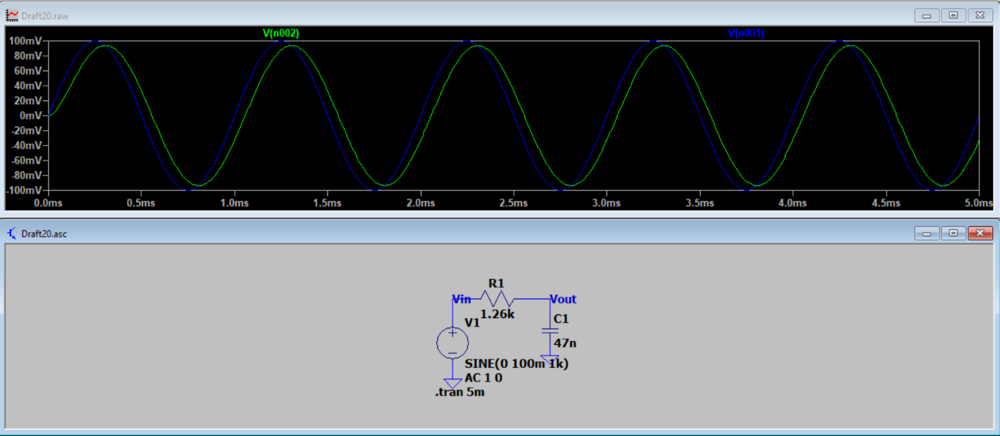 Draft20.raw
V(n002) V(n001)
100mV
80mV
60mV
40mV
20mV
0mV
-20mV
-40mV
-60mV
-80mV
-100mV
0.0ms 0.5ms 1.0ms 1.5ms 2.0ms 2.5ms 3.0ms 3.5ms 4.0ms 4.5ms 5.0ms
Draft20.asc
R1
Vin Vout
1.26k
V1 C1
47n
SINE(0 100m 1k)
AC 1 0
.tran 5m